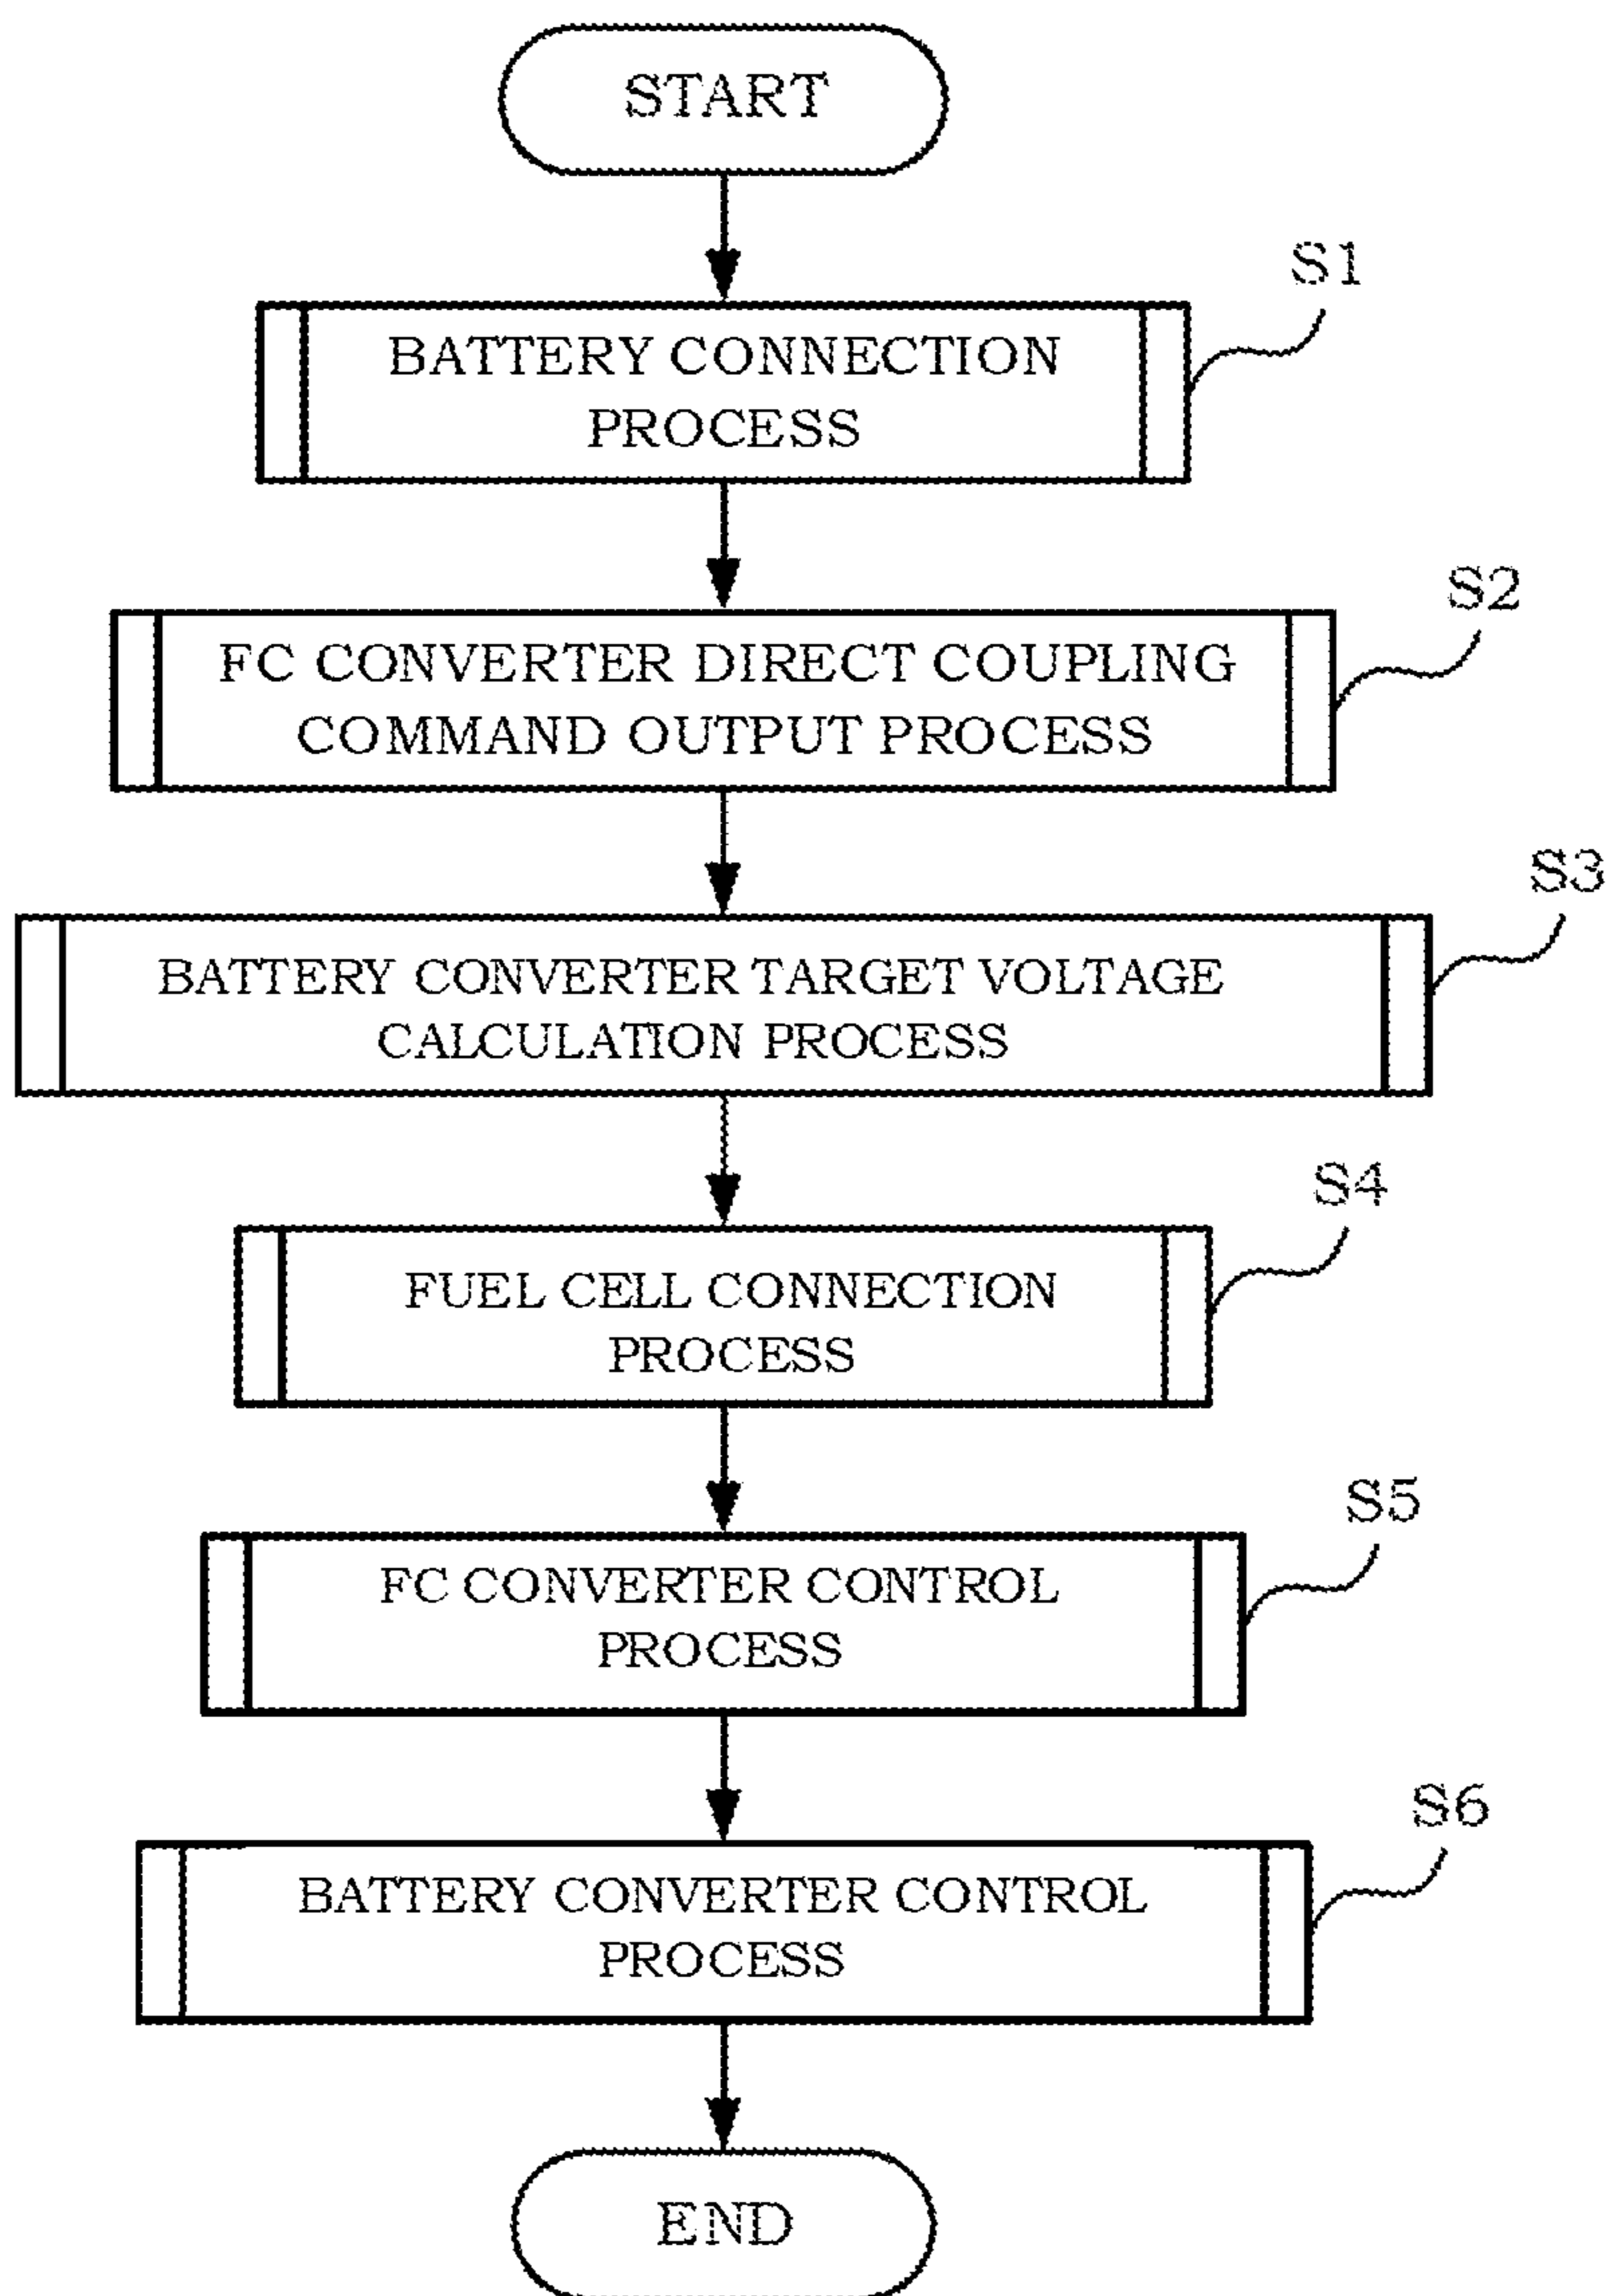 START
S1
BATTERY CONNECTION
PROCESS
S2
FC CONVERTER DIRECT COUPLING
COMMAND OUTPUT PROCESS
S3
BATTERY CONVERTER TARGET VOLTAGE
CALCULATION PROCESS
S4
FUEL CELL CONNECTION
PROCESS
S5
FC CONVERTER CONTROL
PROCESS
S6
BATTERY CONVERTER CONTROL
PROCESS
END